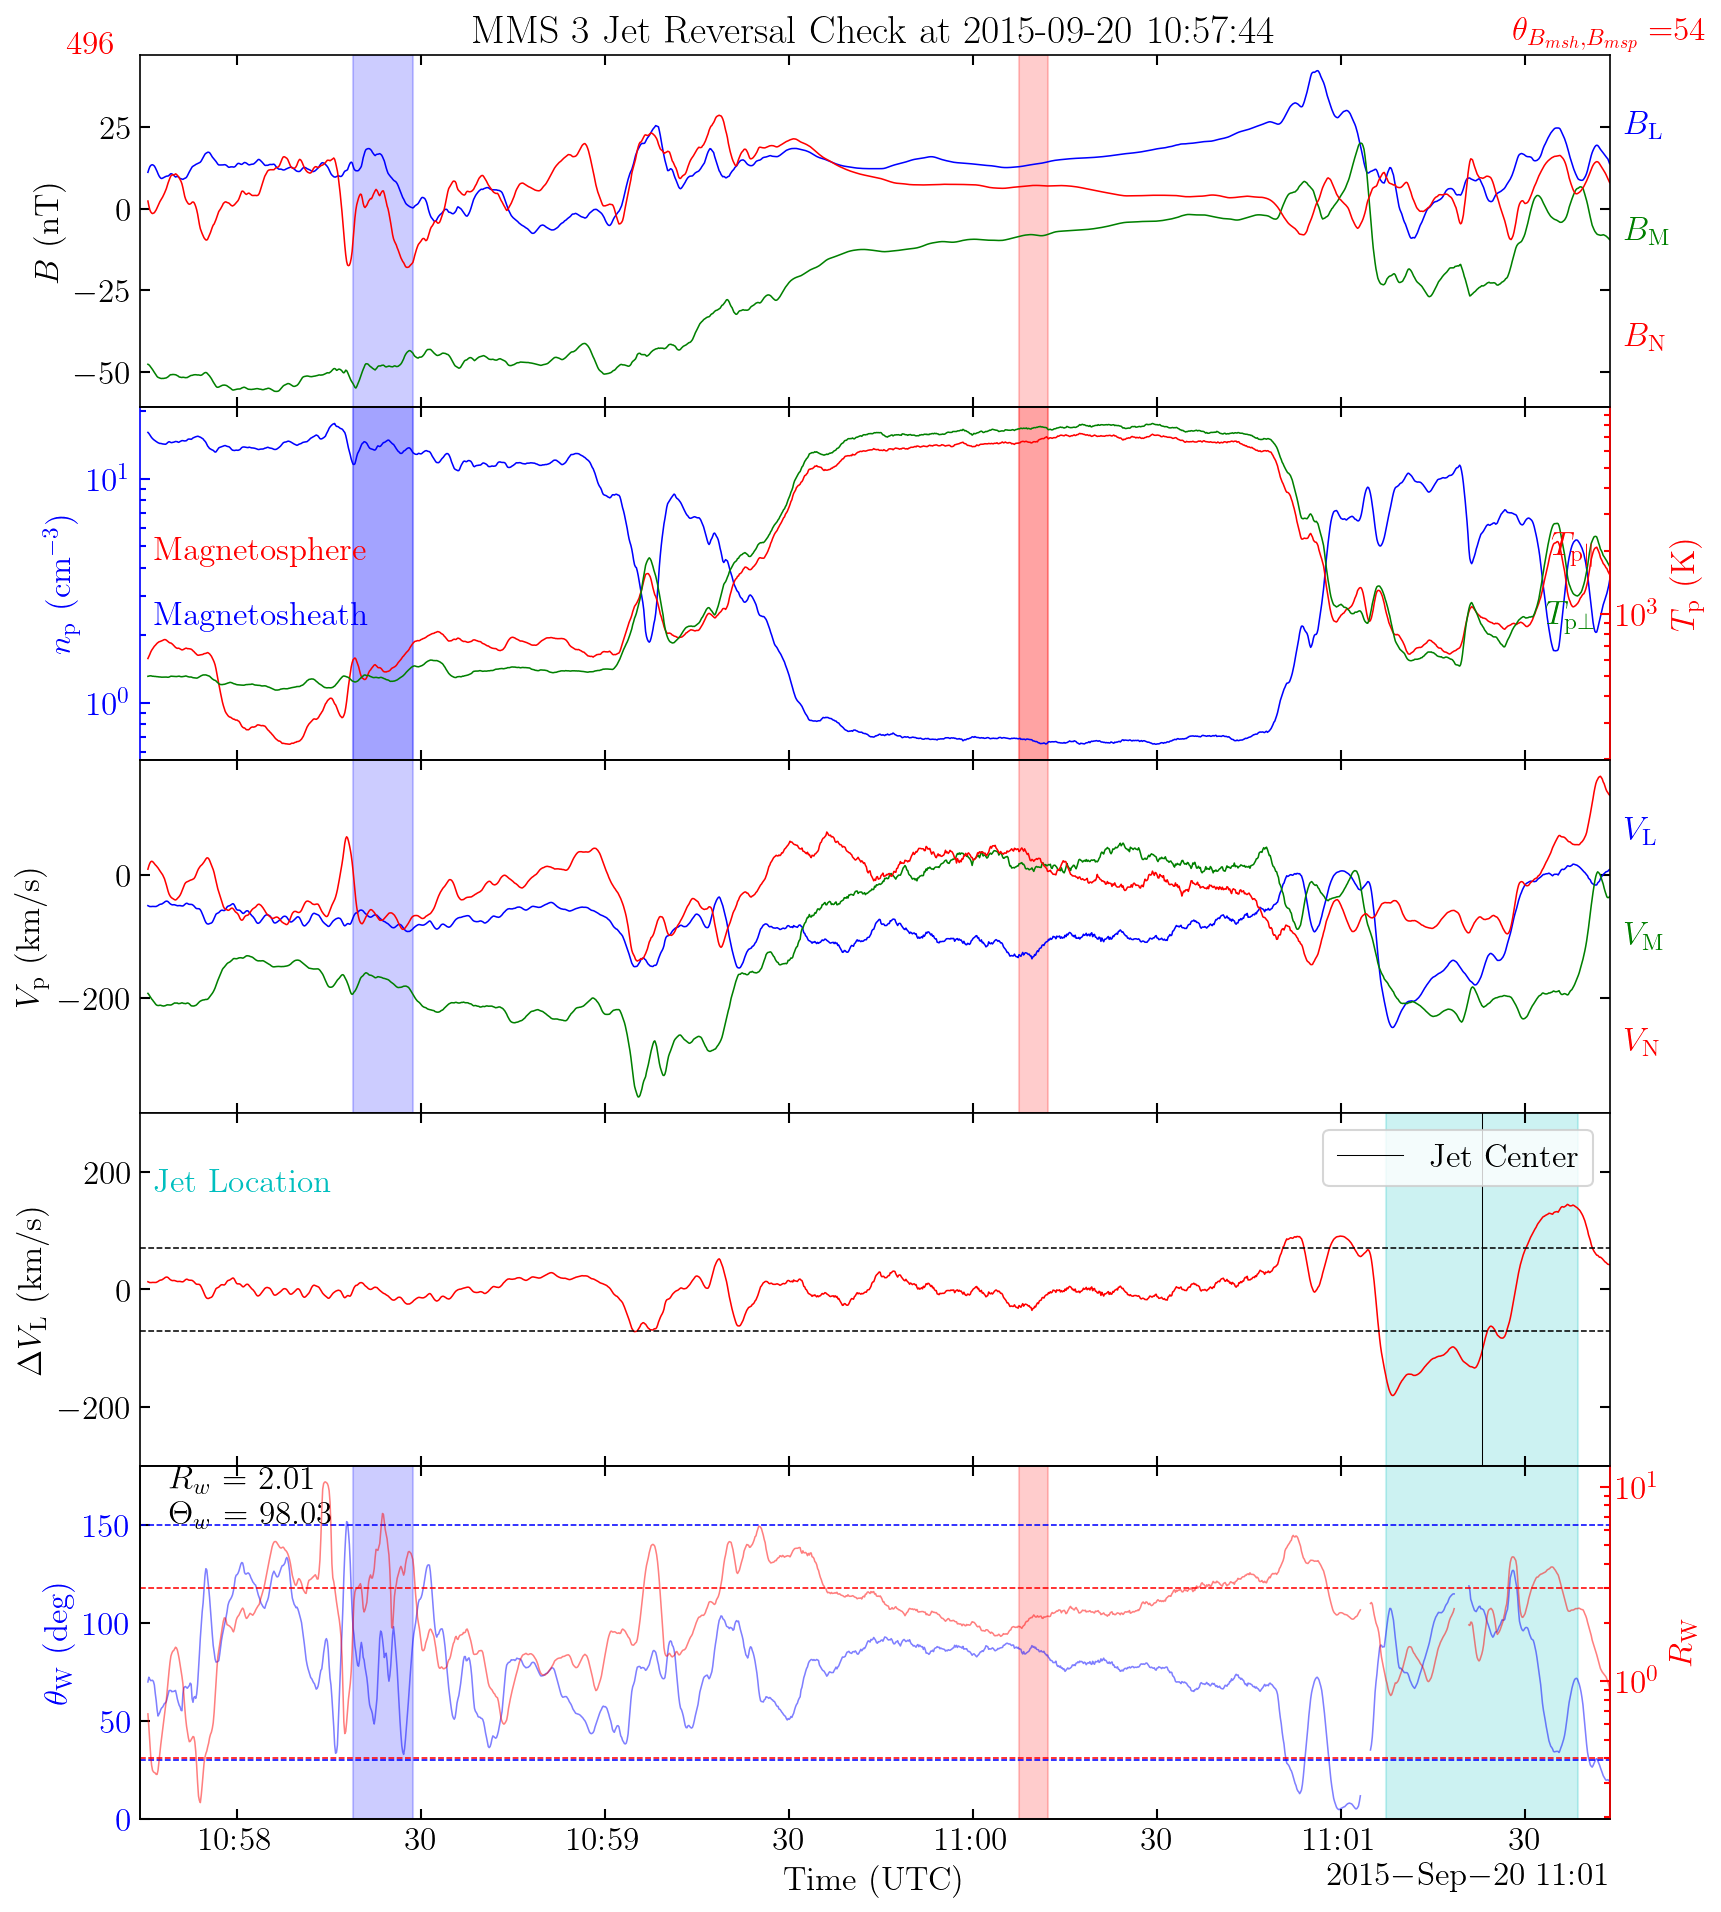 MMS 3 Jet Reversal Check at 2015-09-20 10:57:44
496
θ_{B_{msh},B_{msp}} =54
B (nT)
25
0
−25
−50
B_L
B_M
B_N
n_p (cm^{−3})
10^1
10^0
Magnetosphere
Magnetosheath
T_{p∥}
T_{p⊥}
10^3
T_p (K)
V_p (km/s)
0
−200
V_L
V_M
V_N
ΔV_L (km/s)
200
0
−200
Jet Location
Jet Center
θ_W (deg)
150
100
50
0
R_w = 2.01
Θ_w = 98.03
10^1
10^0
R_W
10:58 30 10:59 30 11:00 30 11:01 30
Time (UTC)
2015−Sep−20 11:01